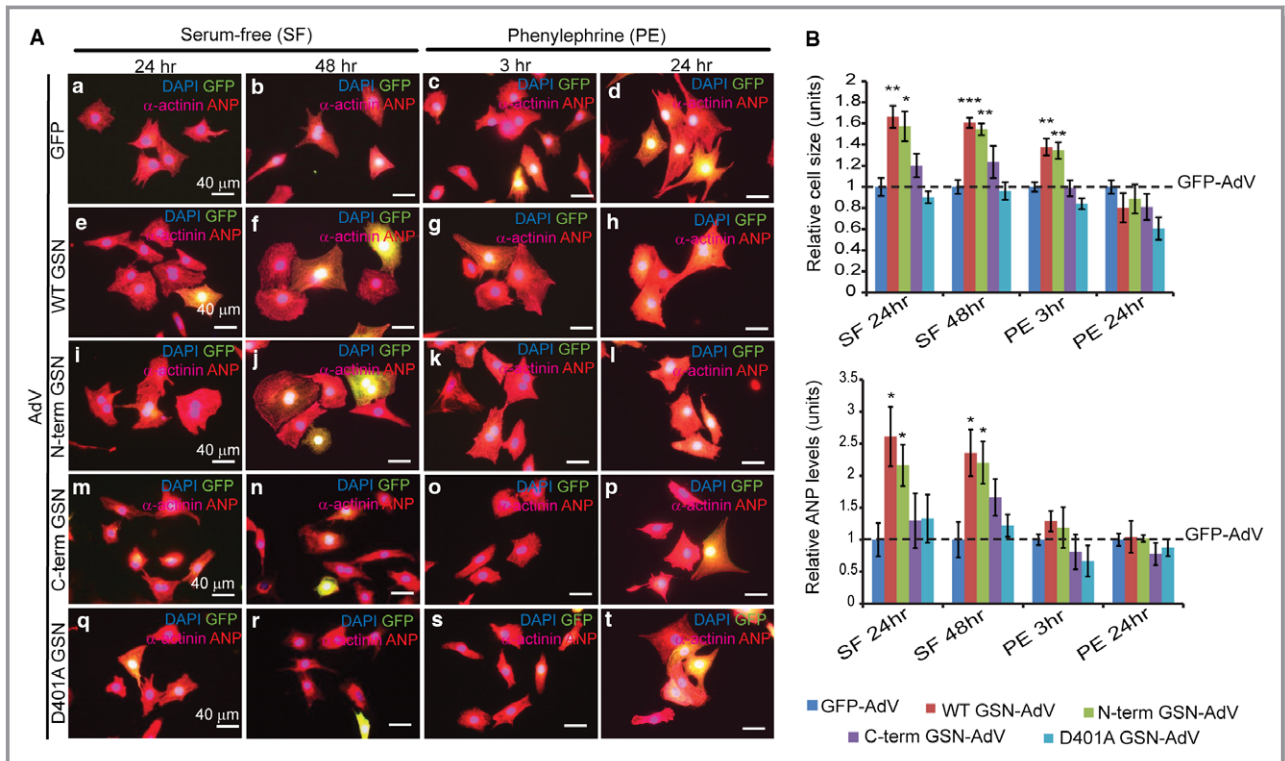 A
Serum-free (SF)
Phenylephrine (PE)
24 hr
48 hr
3 hr
24 hr
AdV
GFP
a
DAPI GFP
α-actinin ANP
40 μm
b
DAPI GFP
α-actinin ANP
c
DAPI GFP
α-actinin ANP
d
DAPI GFP
α-actinin ANP
WT GSN
e
DAPI GFP
α-actinin ANP
40 μm
f
DAPI GFP
α-actinin ANP
g
DAPI GFP
α-actinin ANP
h
DAPI GFP
α-actinin ANP
N-term GSN
i
DAPI GFP
α-actinin ANP
40 μm
j
DAPI GFP
α-actinin ANP
k
DAPI GFP
α-actinin ANP
l
DAPI GFP
α-actinin ANP
C-term GSN
m
DAPI GFP
α-actinin ANP
40 μm
n
DAPI GFP
α-actinin ANP
o
DAPI GFP
α-actinin ANP
p
DAPI GFP
α-actinin ANP
D401A GSN
q
DAPI GFP
α-actinin ANP
40 μm
r
DAPI GFP
α-actinin ANP
s
DAPI GFP
α-actinin ANP
t
DAPI GFP
α-actinin ANP
B
Relative cell size (units)
2
1.8
1.6
1.4
1.2
1
0.8
0.6
0.4
0.2
0
** *
*** **
** **
GFP-AdV
SF 24hr
SF 48hr
PE 3hr
PE 24hr
Relative ANP levels (units)
3.5
3
2.5
2
1.5
1
0.5
0
* *
* *
GFP-AdV
SF 24hr
SF 48hr
PE 3hr
PE 24hr
GFP-AdV
WT GSN-AdV
N-term GSN-AdV
C-term GSN-AdV
D401A GSN-AdV